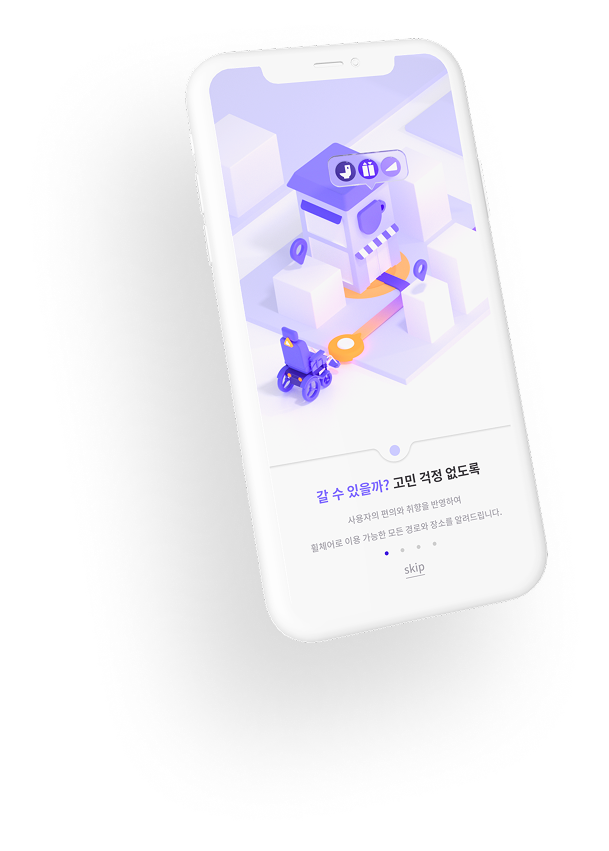 갈 수 있을까? 고민 걱정 없도록
사용자의 편의와 취향을 반영하여
휠체어로 이용 가능한 모든 경로와 장소를 알려드립니다.
skip